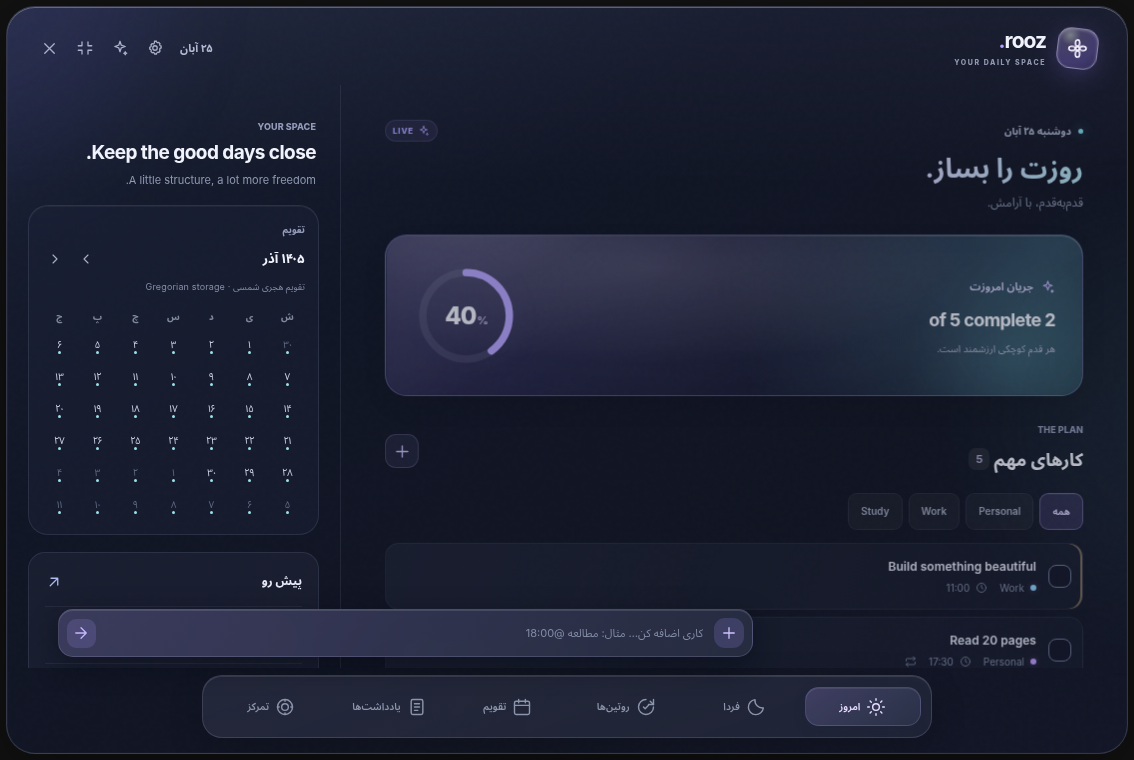 .rooz
YOUR DAILY SPACE
۲۵ آبان
دوشنبه ۲۵ آبان
LIVE
روزت را بساز.
قدم‌به‌قدم، با آرامش.
جریان امروزت
of 5 complete 2
هر قدم کوچکی ارزشمند است.
40%
THE PLAN
کارهای مهم 5
همه
Personal
Work
Study
Build something beautiful
Work 11:00
Read 20 pages
Personal 17:30
YOUR SPACE
.Keep the good days close
.A little structure, a lot more freedom
تقویم
۱۴۰۵ آذر
تقویم هجری شمسی · Gregorian storage
ش ی د س چ پ ج
۳۰ ۱ ۲ ۳ ۴ ۵ ۶
۷ ۸ ۹ ۱۰ ۱۱ ۱۲ ۱۳
۱۴ ۱۵ ۱۶ ۱۷ ۱۸ ۱۹ ۲۰
۲۱ ۲۲ ۲۳ ۲۴ ۲۵ ۲۶ ۲۷
۲۸ ۲۹ ۳۰ ۱ ۲ ۳ ۴
۵ ۶ ۷ ۸ ۹ ۱۰ ۱۱
پیش رو
کاری اضافه کن... مثال: مطالعه @18:00
امروز
فردا
روتین‌ها
تقویم
یادداشت‌ها
تمرکز